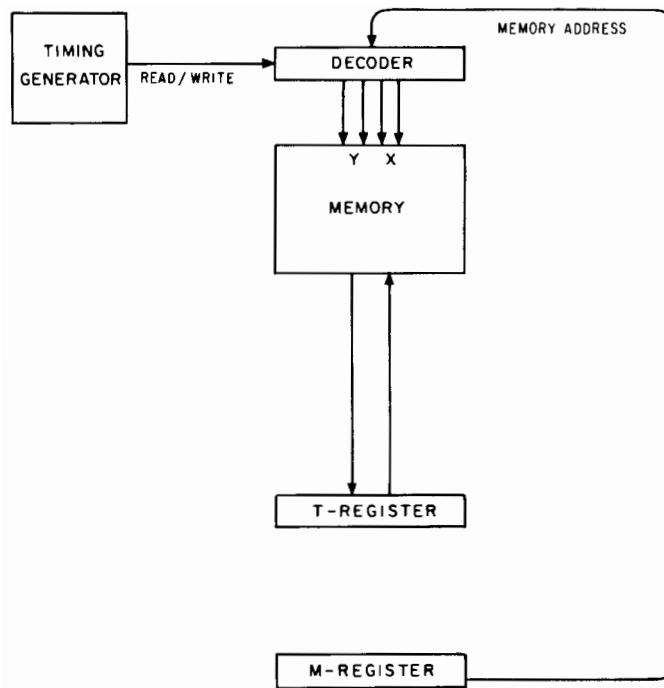 MEMORY ADDRESS
TIMING
GENERATOR
READ/WRITE
DECODER
Y X
MEMORY
T-REGISTER
M-REGISTER